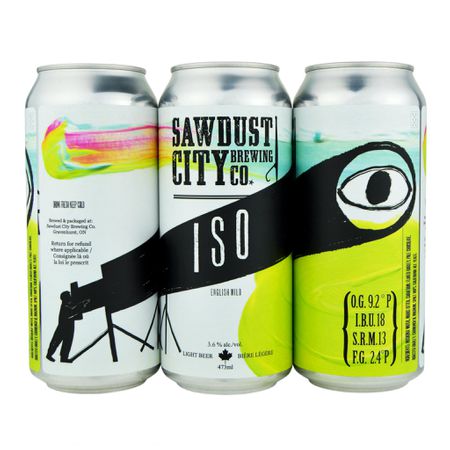 DRINK FRESH KEEP COLD
Brewed & packaged at:
Sawdust City Brewing Co.
Gravenhurst, ON
Return for refund
where applicable /
Consignée là où
la loi le prescrit
SAWDUST
CITY BREWING
CO.
ISO
ENGLISH MILD
3.6 % alc./vol.
LIGHT BEER BIÈRE LÉGÈRE
473ml
O.G. 9.2° P
I.B.U. 18
S.R.M. 13
F.G. 2.4° P